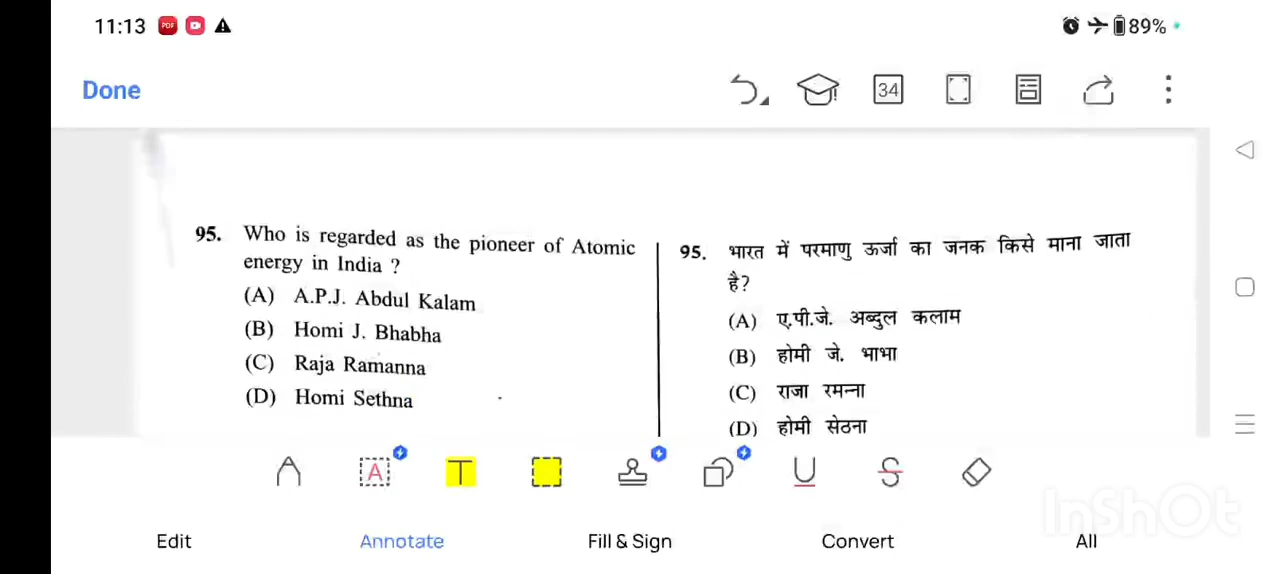 11:13 PDF 89%
Done 34
95. Who is regarded as the pioneer of Atomic
energy in India ?
(A) A.P.J. Abdul Kalam
(B) Homi J. Bhabha
(C) Raja Ramanna
(D) Homi Sethna
95. भारत में परमाणु ऊर्जा का जनक किसे माना जाता
है?
(A) ए.पी.जे. अब्दुल कलाम
(B) होमी जे. भाभा
(C) राजा रमन्ना
(D) होमी सेठना
A T U S
InShOt
Edit Annotate Fill & Sign Convert All